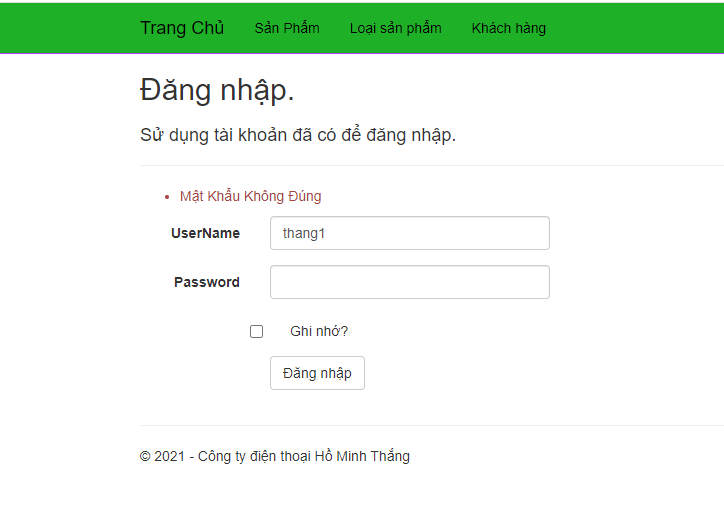 Trang Chủ Sản Phẩm Loại sản phẩm Khách hàng
Đăng nhập.
Sử dụng tài khoản đã có để đăng nhập.
Mật Khẩu Không Đúng
UserName thang1
Password
Ghi nhớ?
Đăng nhập
© 2021 - Công ty điện thoại Hồ Minh Thắng